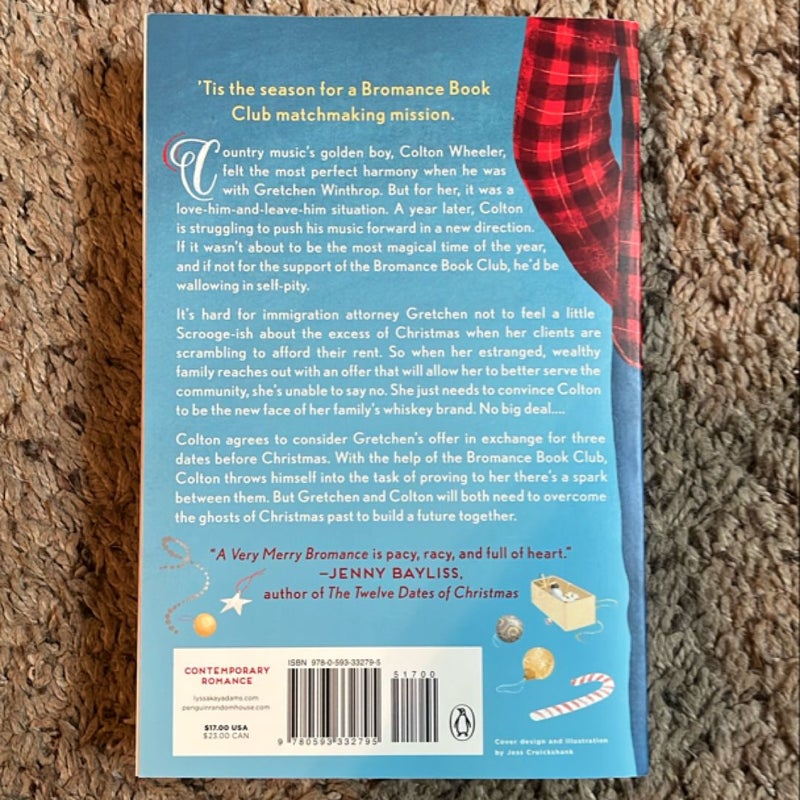 'Tis the season for a Bromance Book
Club matchmaking mission.
Country music's golden boy, Colton Wheeler,
felt the most perfect harmony when he was
with Gretchen Winthrop. But for her, it was a
love-him-and-leave-him situation. A year later, Colton
is struggling to push his music forward in a new direction.
If it wasn't about to be the most magical time of the year,
and if not for the support of the Bromance Book Club, he'd be
wallowing in self-pity.
It's hard for immigration attorney Gretchen not to feel a little
Scrooge-ish about the excess of Christmas when her clients are
scrambling to afford their rent. So when her estranged, wealthy
family reaches out with an offer that will allow her to better serve the
community, she's unable to say no. She just needs to convince Colton
to be the new face of her family's whiskey brand. No big deal....
Colton agrees to consider Gretchen's offer in exchange for three
dates before Christmas. With the help of the Bromance Book Club,
Colton throws himself into the task of proving to her there's a spark
between them. But Gretchen and Colton will both need to overcome
the ghosts of Christmas past to build a future together.
"A Very Merry Bromance is pacy, racy, and full of heart."
—JENNY BAYLISS,
author of The Twelve Dates of Christmas
CONTEMPORARY
ROMANCE
lyssakayadams.com
penguinrandomhouse.com
$17.00 USA
$23.00 CAN
ISBN 978-0-593-33279-5
51700
9 780593 332795
Cover design and illustration
by Jess Cruickshank